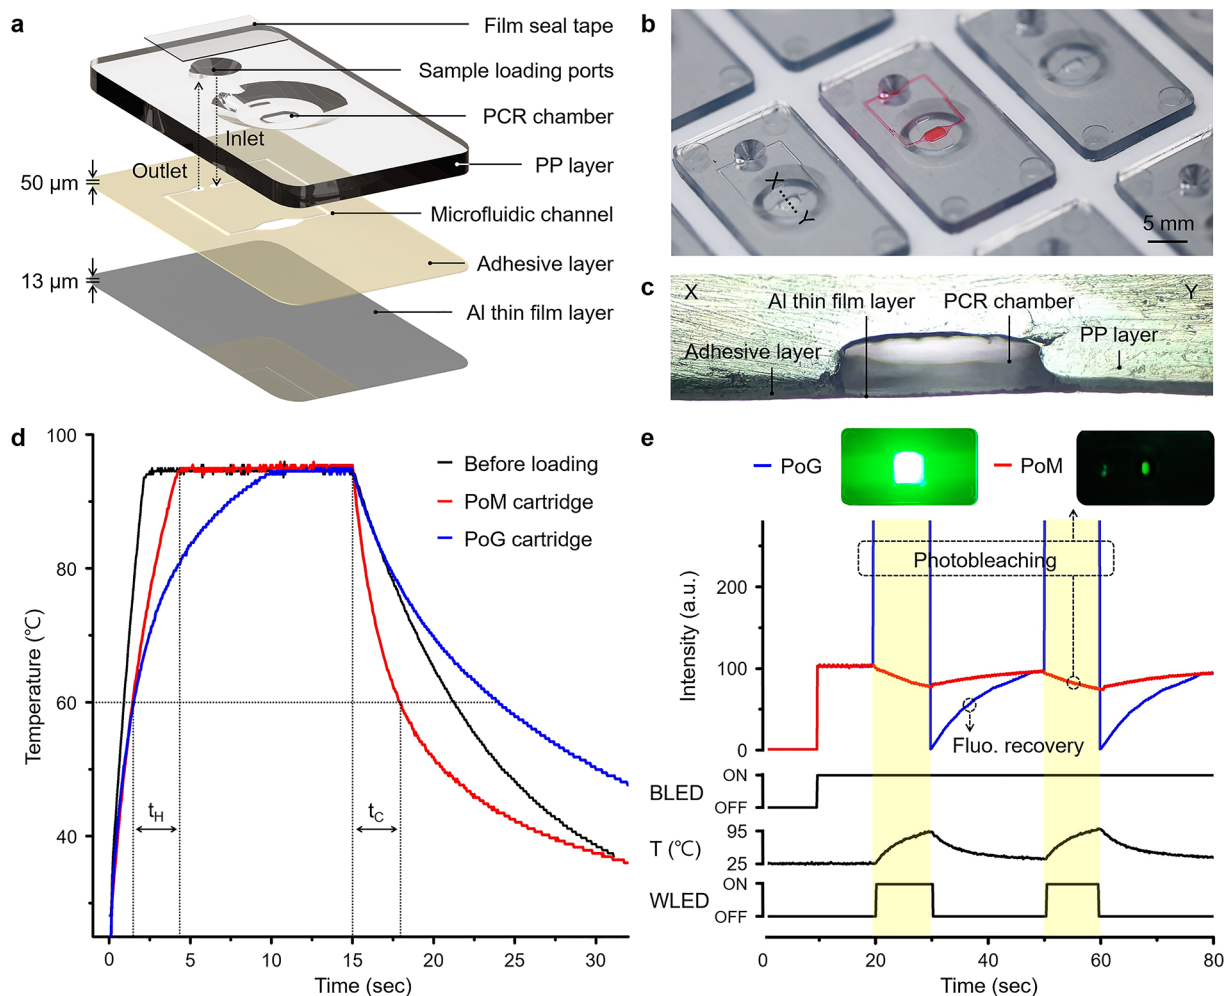 a
Film seal tape
Sample loading ports
PCR chamber
Inlet
Outlet
PP layer
50 μm
Microfluidic channel
Adhesive layer
13 μm
Al thin film layer
b
X
Y
5 mm
c
X
Y
Al thin film layer
PCR chamber
Adhesive layer
PP layer
d
100
80
60
40
Temperature (℃)
Before loading
PoM cartridge
PoG cartridge
tH
tC
0
5
10
15
20
25
30
Time (sec)
e
PoG
PoM
Photobleaching
200
100
0
Intensity (a.u.)
Fluo. recovery
BLED
ON
OFF
T (℃)
95
25
WLED
ON
OFF
0
20
40
60
80
Time (sec)